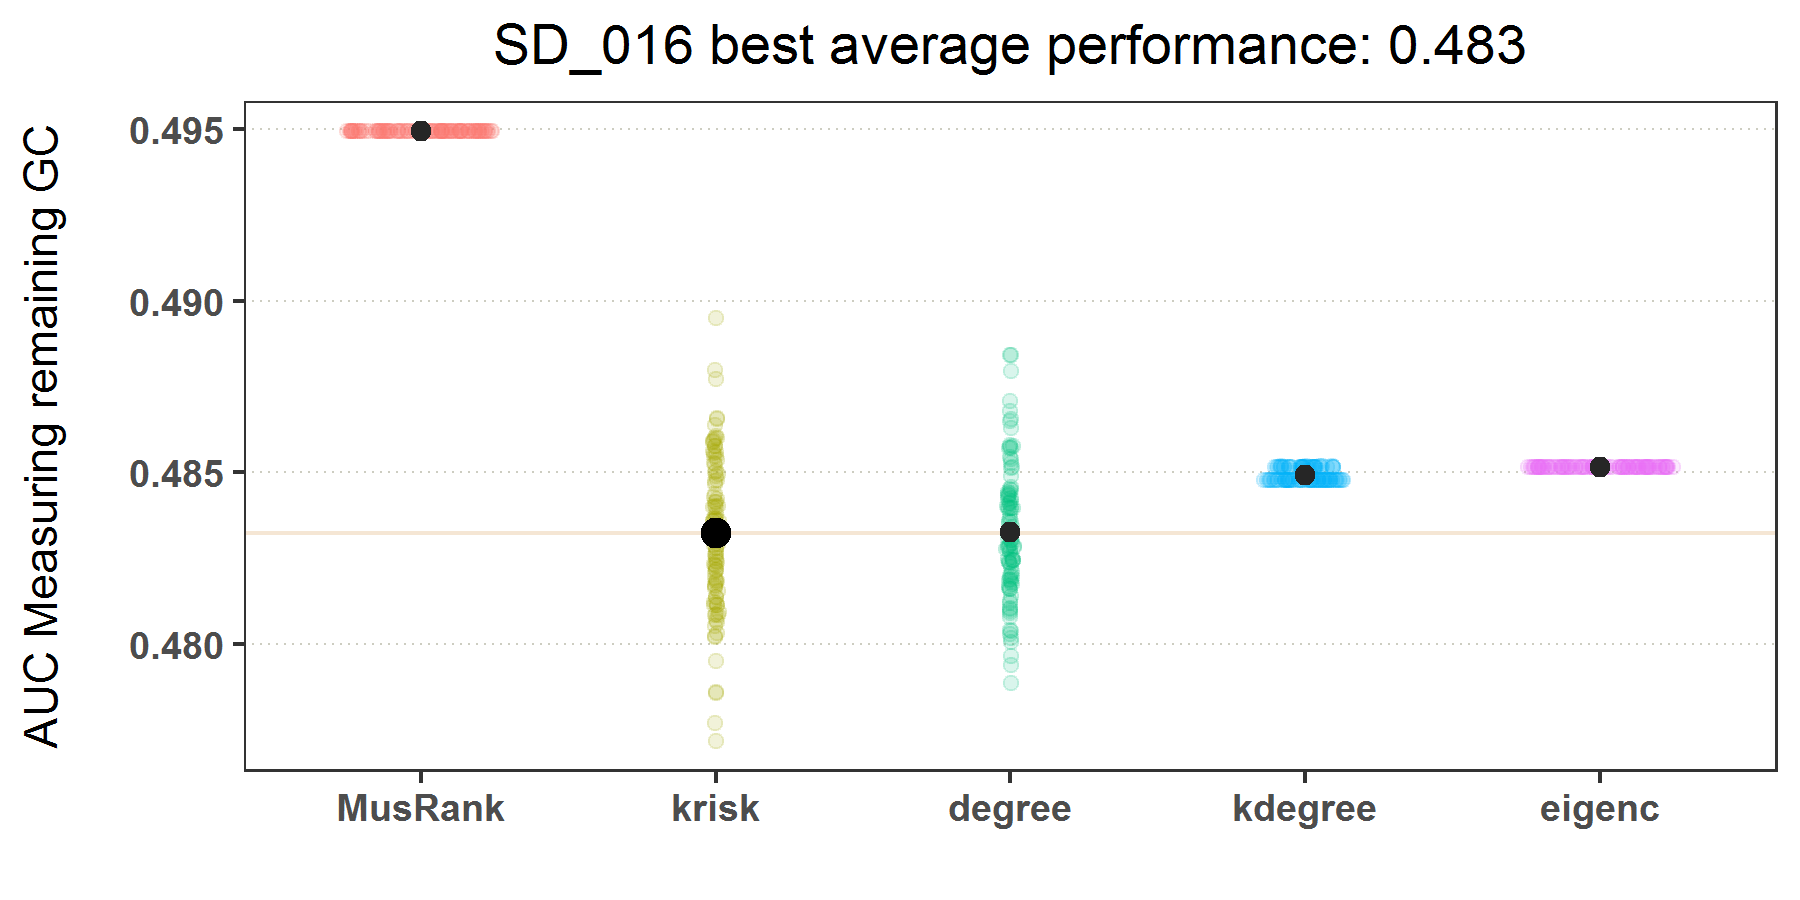 SD_016 best average performance: 0.483
AUC Measuring remaining GC
0.495
0.490
0.485
0.480
MusRank krisk degree kdegree eigenc